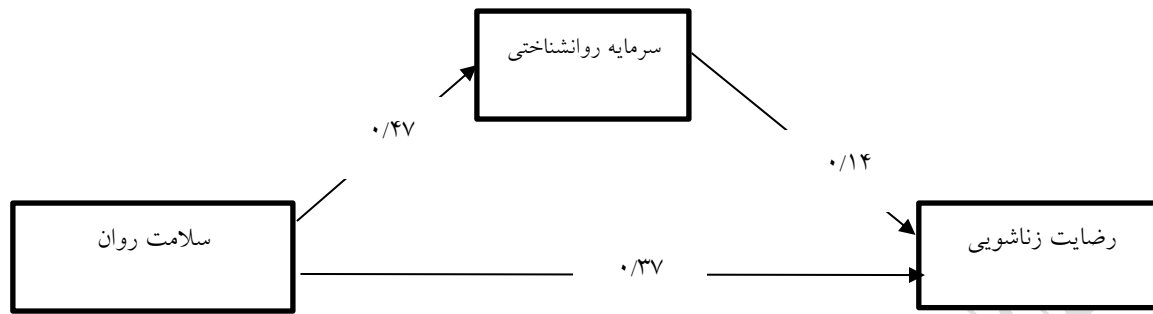 سرمایه روانشناختی
۰/۴۷
۰/۱۴
سلامت روان
رضایت زناشویی
۰/۳۷